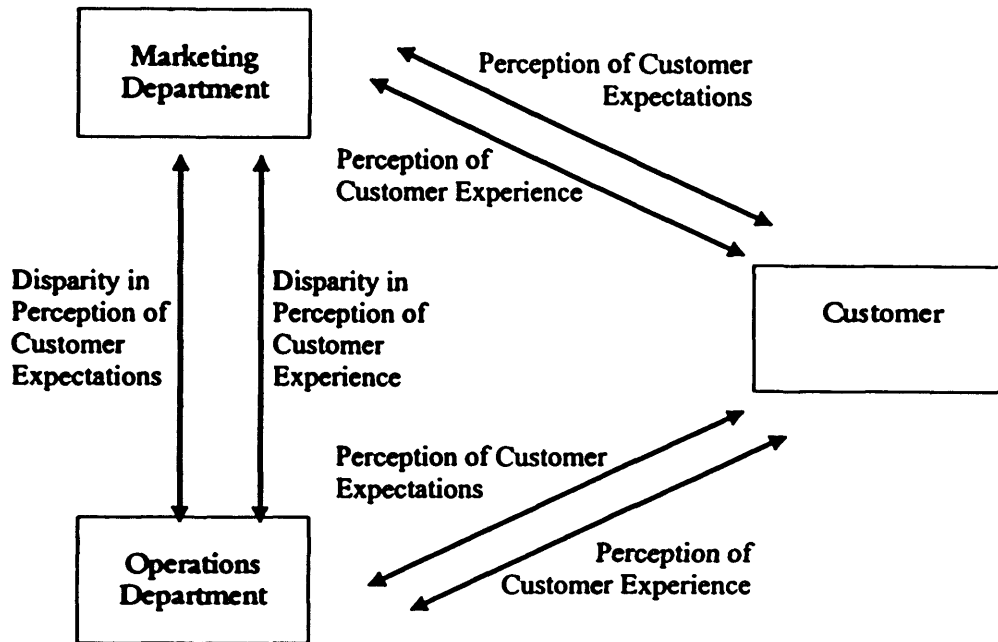 Marketing
Department
Perception of Customer
Expectations
Perception of
Customer Experience
Disparity in
Perception of
Customer
Expectations
Disparity in
Perception of
Customer
Experience
Customer
Perception of Customer
Expectations
Operations
Department
Perception of
Customer Experience